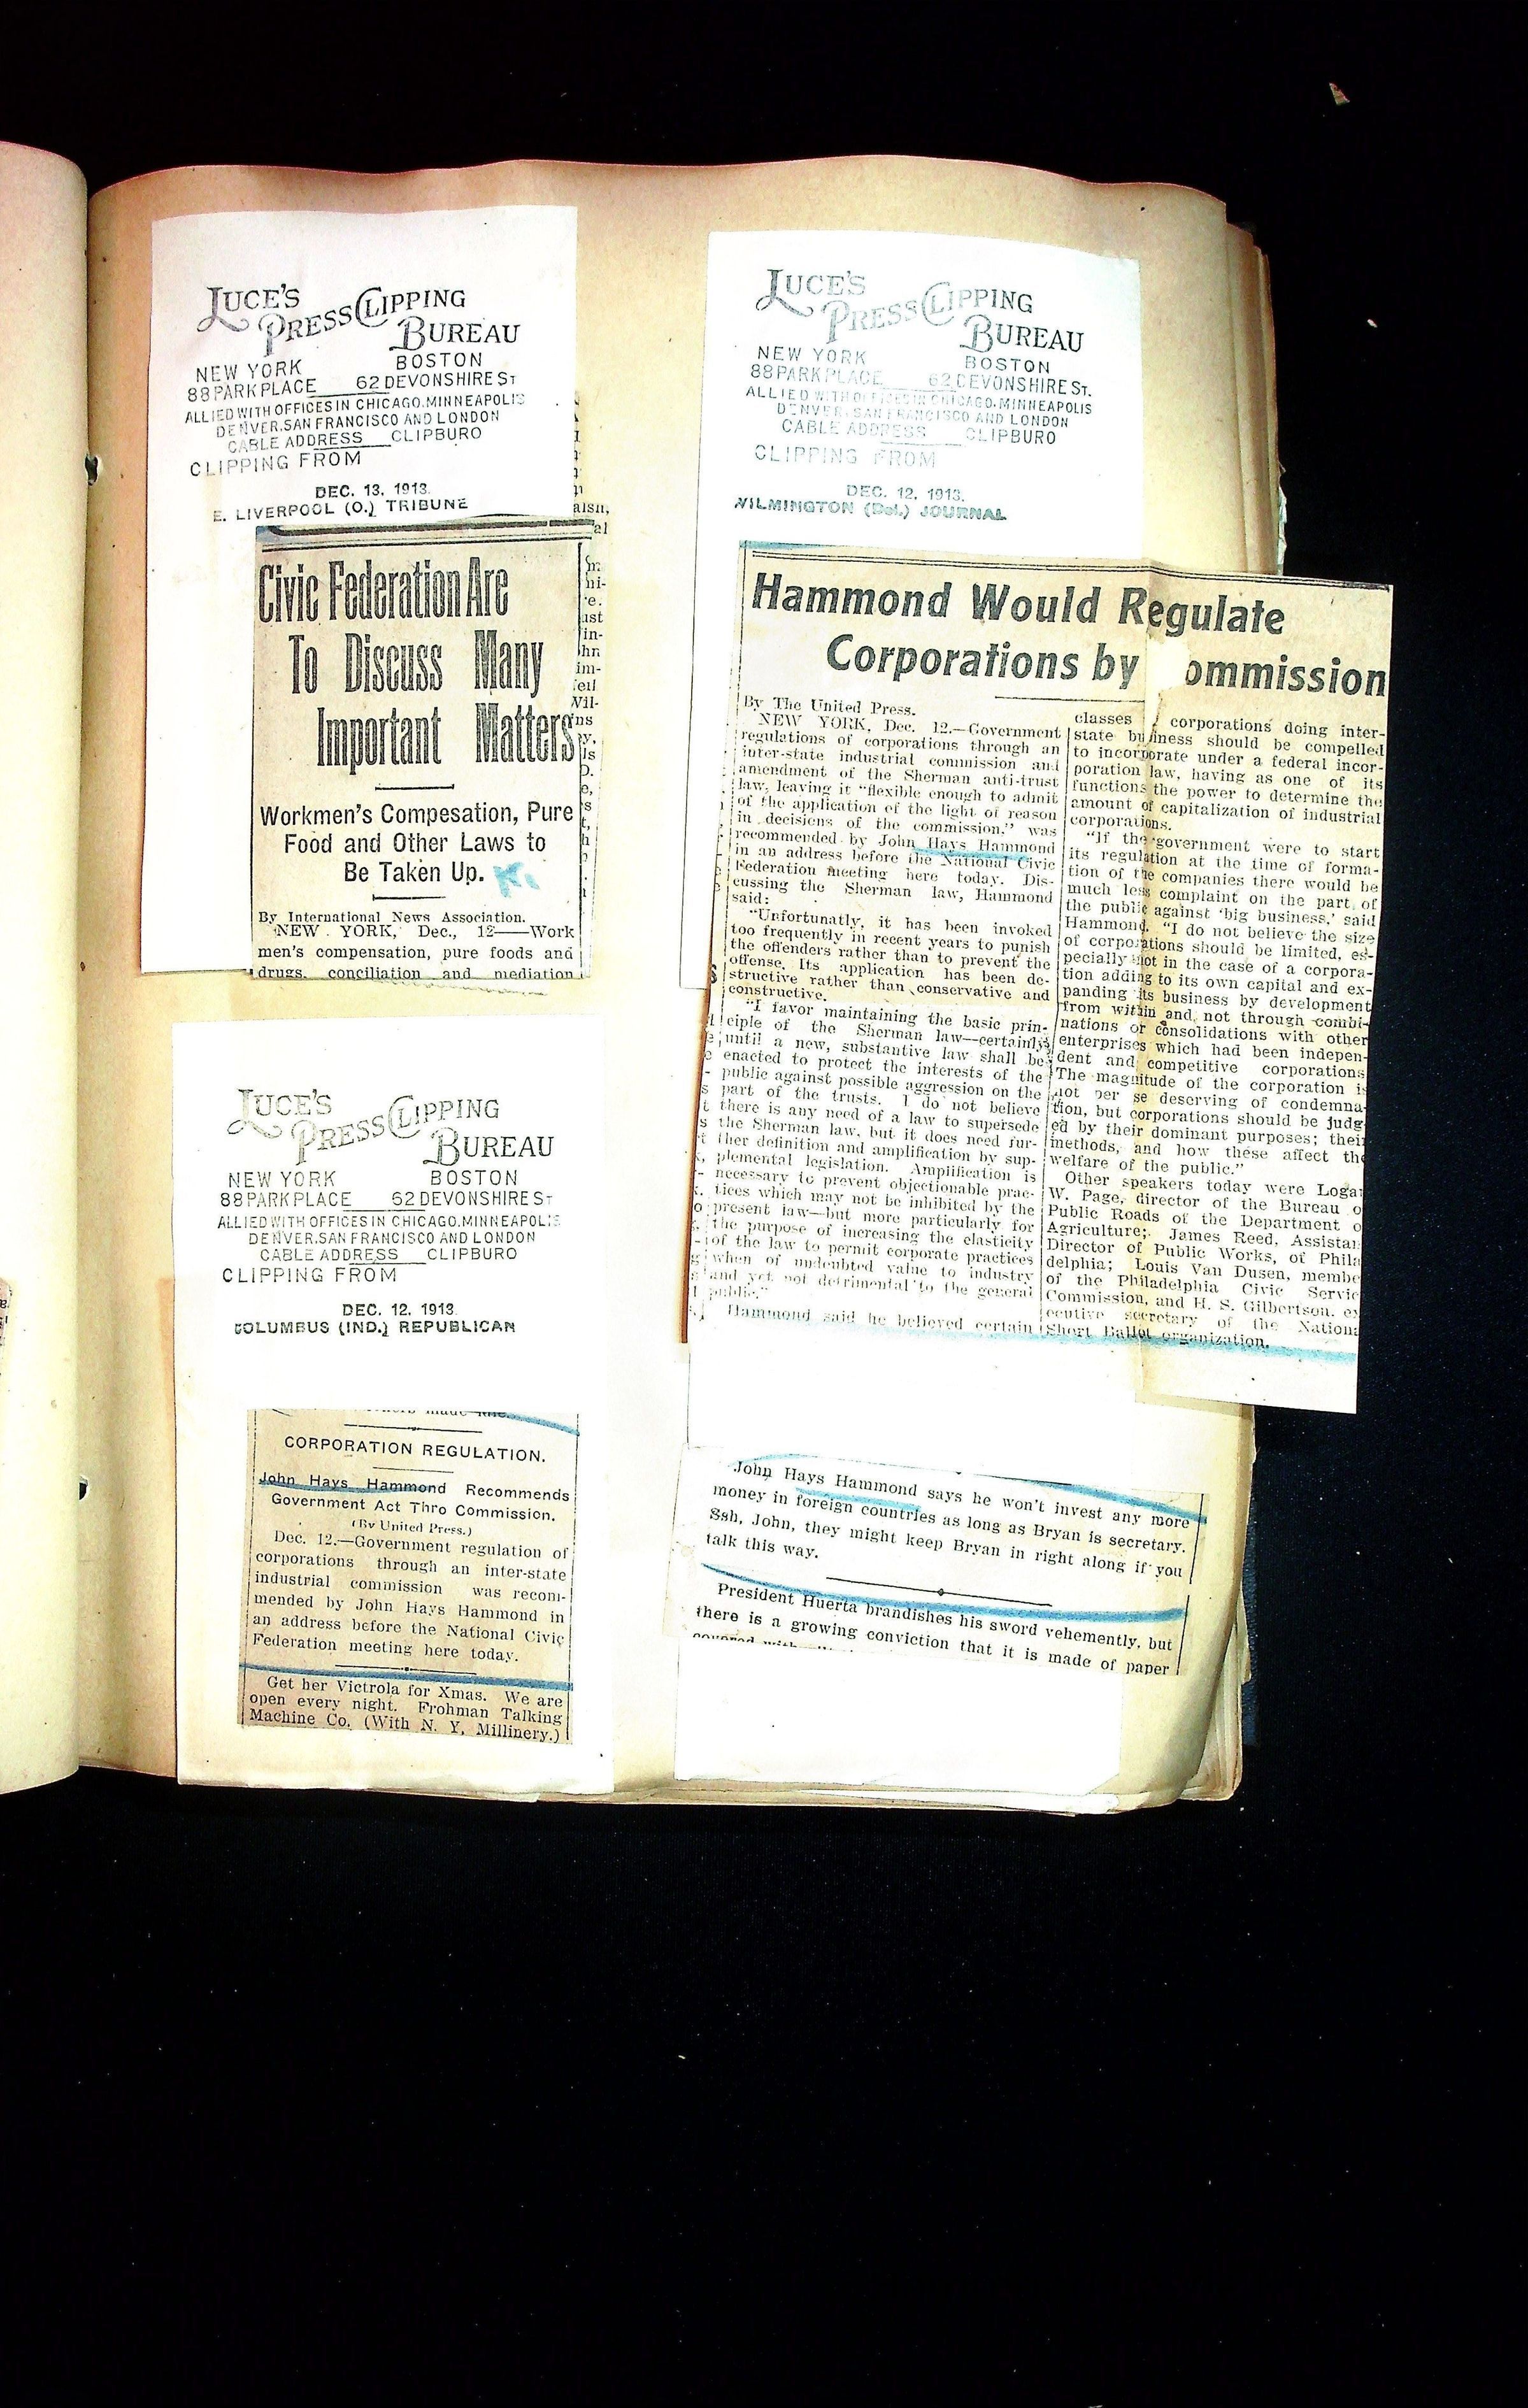 LUCE'S
PRESS CLIPPING
BUREAU
NEW YORK BOSTON
88 PARK PLACE 62 DEVONSHIRE ST
ALLIED WITH OFFICES IN CHICAGO. MINNEAPOLIS
DENVER. SAN FRANCISCO AND LONDON
CABLE ADDRESS CLIPBURO
CLIPPING FROM
DEC. 13, 1913.
E. LIVERPOOL (O.) TRIBUNE
Civic Federation Are
To Discuss Many
Important Matters
Workmen's Compesation, Pure
Food and Other Laws to
Be Taken Up.
By International News Association.
NEW YORK, Dec., 12——Work
men's compensation, pure foods and
drugs, conciliation and mediation
LUCE'S
PRESS CLIPPING
BUREAU
NEW YORK BOSTON
88 PARK PLACE 62 DEVONSHIRE ST
ALLIED WITH OFFICES IN CHICAGO. MINNEAPOLIS
DENVER. SAN FRANCISCO AND LONDON
CABLE ADDRESS CLIPBURO
CLIPPING FROM
DEC. 12, 1913.
COLUMBUS (IND.) REPUBLICAN
CORPORATION REGULATION.
John Hays Hammond Recommends
Government Act Thro Commission.
(By United Press.)
Dec. 12.—Government regulation of
corporations through an inter-state
industrial commission was recom-
mended by John Hays Hammond in
an address before the National Civic
Federation meeting here today.
Get her Victrola for Xmas. We are
open every night. Frohman Talking
Machine Co. (With N. Y. Millinery.)
LUCE'S
PRESS CLIPPING
BUREAU
NEW YORK BOSTON
88 PARK PLACE 62 DEVONSHIRE ST.
ALLIED WITH OFFICES IN CHICAGO. MINNEAPOLIS
DENVER. SAN FRANCISCO AND LONDON
CABLE ADDRESS CLIPBURO
CLIPPING FROM
DEC. 12, 1913.
WILMINGTON (Del.) JOURNAL
Hammond Would Regulate
Corporations by ommission
By The United Press.
NEW YORK, Dec. 12.—Government
regulations of corporations through an
inter-state industrial commission and
amendment of the Sherman anti-trust
law, leaving it "flexible enough to admit
of the application of the light of reason
in decisions of the commission," was
recommended by John Hays Hammond
in an address before the National Civic
Federation meeting here today. Dis-
cussing the Sherman law, Hammond
said:
"Unfortunatly, it has been invoked
too frequently in recent years to punish
the offenders rather than to prevent the
offense. Its application has been de-
structive rather than conservative and
constructive.
"I favor maintaining the basic prin-
ciple of the Sherman law—certainly
until a new, substantive law shall be
enacted to protect the interests of the
public against possible aggression on the
part of the trusts. I do not believe
there is any need of a law to supersede
the Sherman law, but it does need fur-
ther definition and amplification by sup-
plemental legislation. Amplification is
necessary to prevent objectionable prac-
tices which may not be inhibited by the
present law—but more particularly for
the purpose of increasing the elasticity
of the law to permit corporate practices
when of undoubted value to industry
and yet not detrimental to the general
public."
Hammond said he believed certain
classes of corporations doing inter-
state business should be compelled
to incorporate under a federal incor-
poration law, having as one of its
functions the power to determine the
amount of capitalization of industrial
corporations.
"If the government were to start
its regulation at the time of forma-
tion of the companies there would be
much less complaint on the part of
the public against 'big business,' said
Hammond. "I do not believe the size
of corporations should be limited, es-
pecially not in the case of a corpora-
tion adding to its own capital and ex-
panding its business by development
from within and not through combi-
nations or consolidations with other
enterprises which had been indepen-
dent and competitive corporations
The magnitude of the corporation is
not per se deserving of condemna-
tion, but corporations should be judg
ed by their dominant purposes; their
methods, and how these affect the
welfare of the public."
Other speakers today were Logan
W. Page, director of the Bureau o
Public Roads of the Department o
Agriculture; James Reed, Assistan
Director of Public Works, of Phila
delphia; Louis Van Dusen, membe
of the Philadelphia Civic Servic
Commission, and H. S. Gilbertson, ex
ecutive secretary of the Nationa
Short Ballot organization.
John Hays Hammond says he won't invest any more
money in foreign countries as long as Bryan is secretary.
Ssh, John, they might keep Bryan in right along if you
talk this way.
President Huerta brandishes his sword vehemently, but
there is a growing conviction that it is made of paper